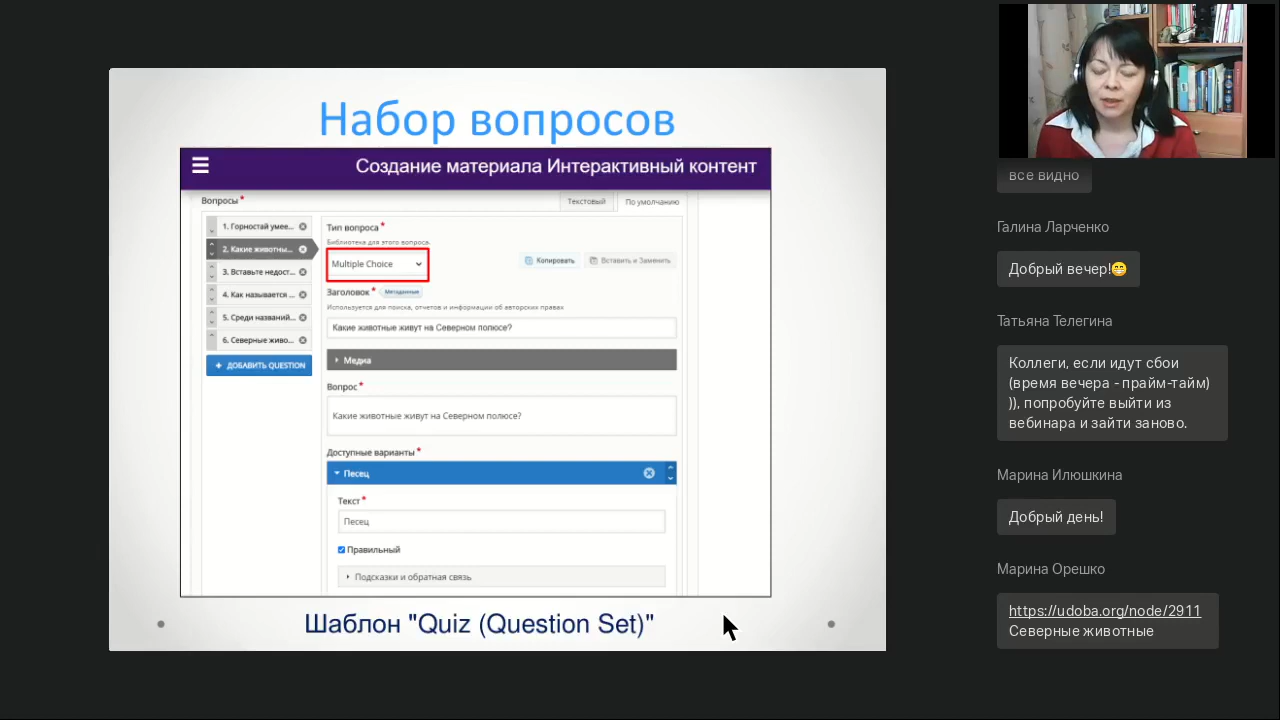 Набор вопросов
Создание материала Интерактивный контент
Вопросы*
Текстовый
По умолчанию
1. Горностай умее...
2. Какие животны...
3. Вставьте недост...
4. Как называется ...
5. Среди названий...
6. Северные живо...
+ ДОБАВИТЬ QUESTION
Тип вопроса*
Библиотека для этого вопроса.
Multiple Choice
Копировать
Вставить и Заменить
Заголовок* Метаданные
Используется для поиска, отчетов и информации об авторских правах
Какие животные живут на Северном полюсе?
Медиа
Вопрос*
Какие животные живут на Северном полюсе?
Доступные варианты*
Песец
Текст*
Песец
Правильный
Подсказки и обратная связь
Шаблон "Quiz (Question Set)"
все видно
Галина Ларченко
Добрый вечер!😁
Татьяна Телегина
Коллеги, если идут сбои
(время вечера - прайм-тайм)
)), попробуйте выйти из
вебинара и зайти заново.
Марина Илюшкина
Добрый день!
Марина Орешко
https://udoba.org/node/2911
Северные животные